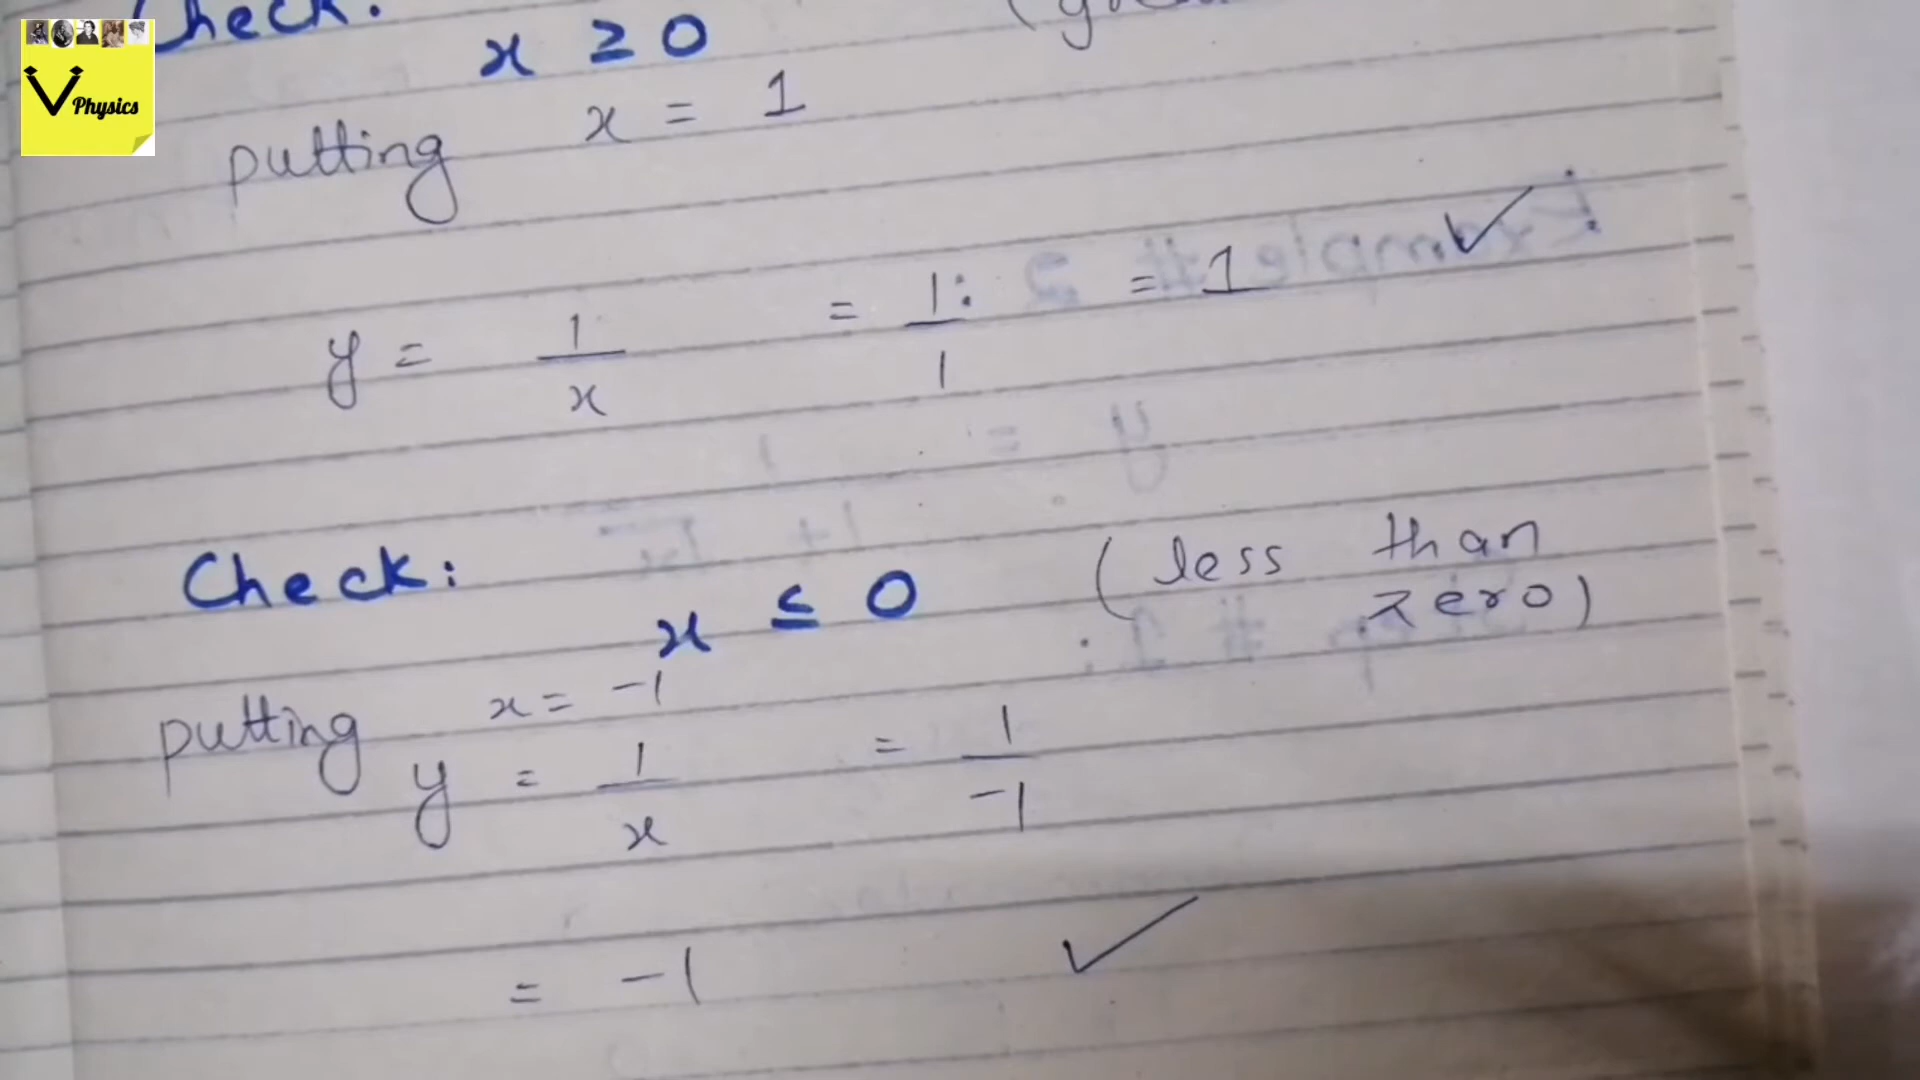 Check:
x ≥ 0
V Physics
putting x = 1
y = 1/x = 1/1 = 1 ✓
Check: x ≤ 0 (less than zero)
putting x = -1
y = 1/x = 1/-1
= -1 ✓